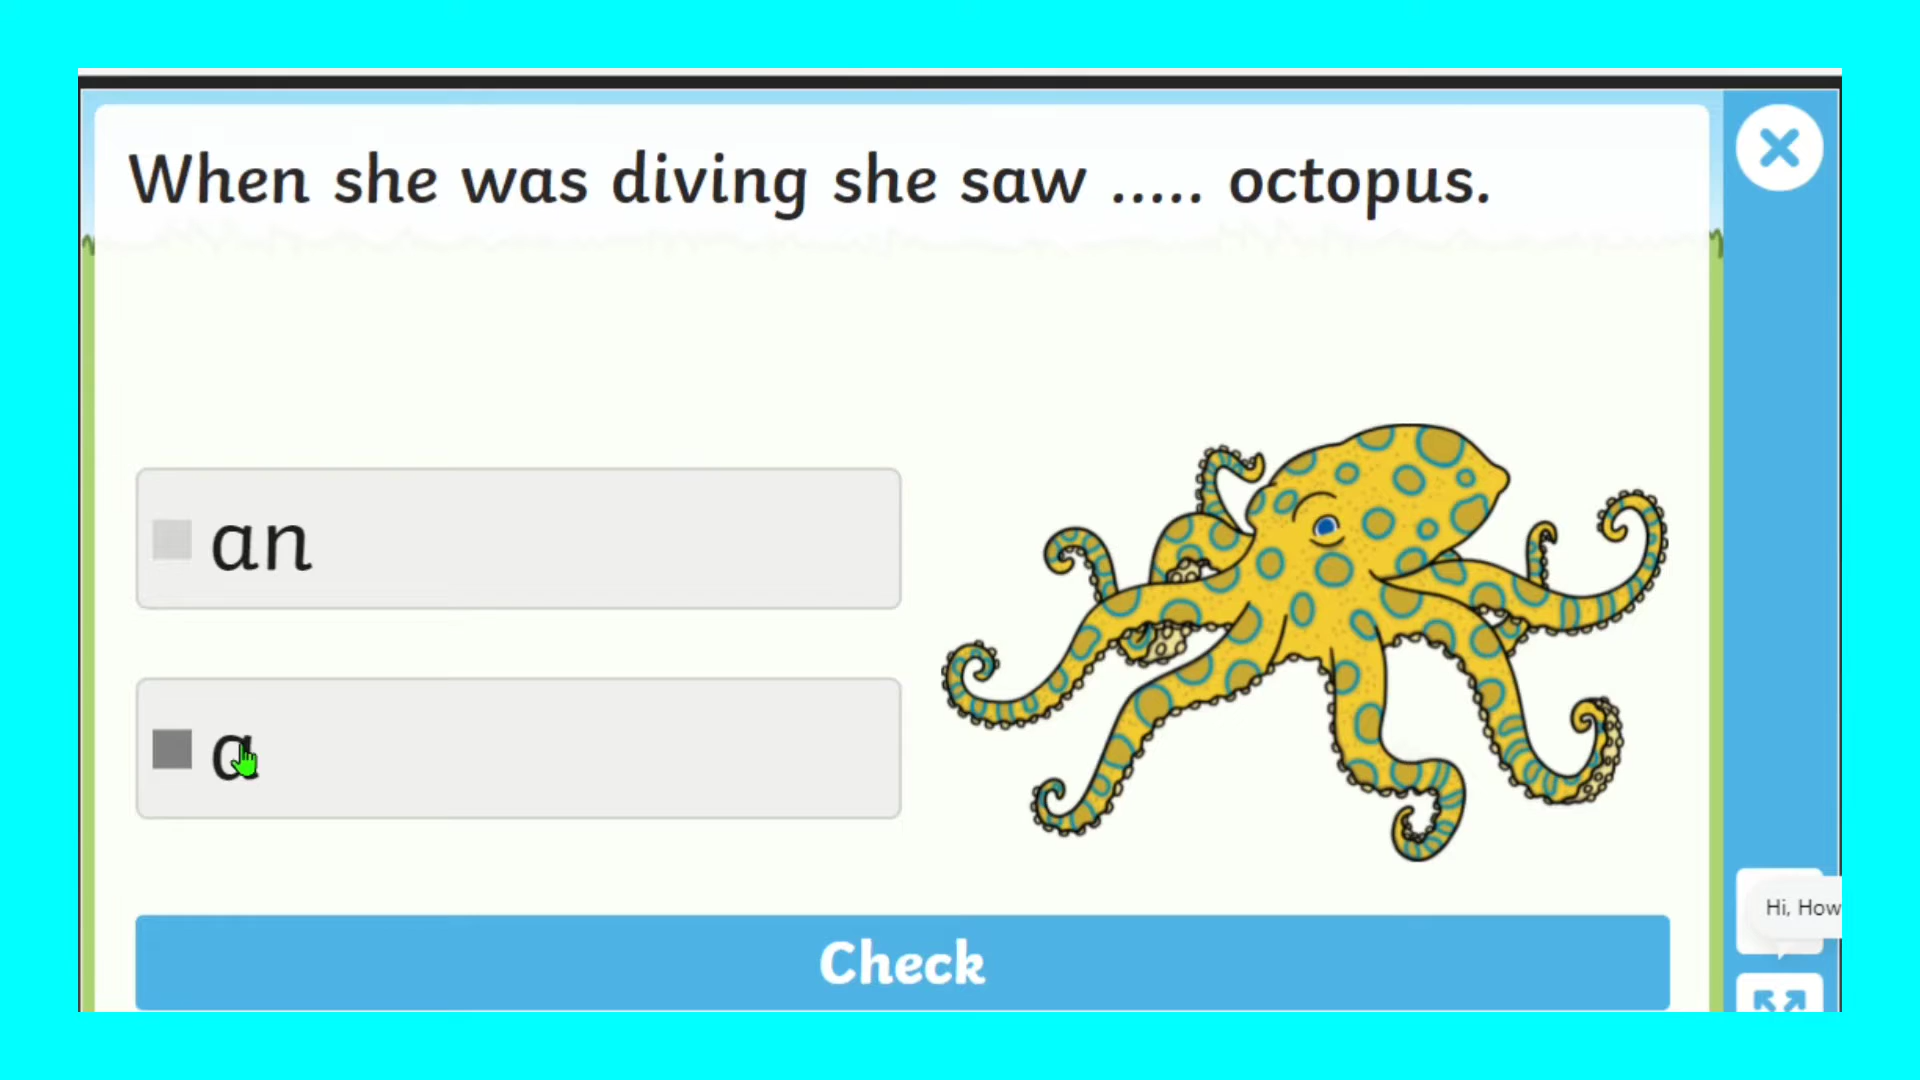 When she was diving she saw ..... octopus.
an
a
Check
Hi, How